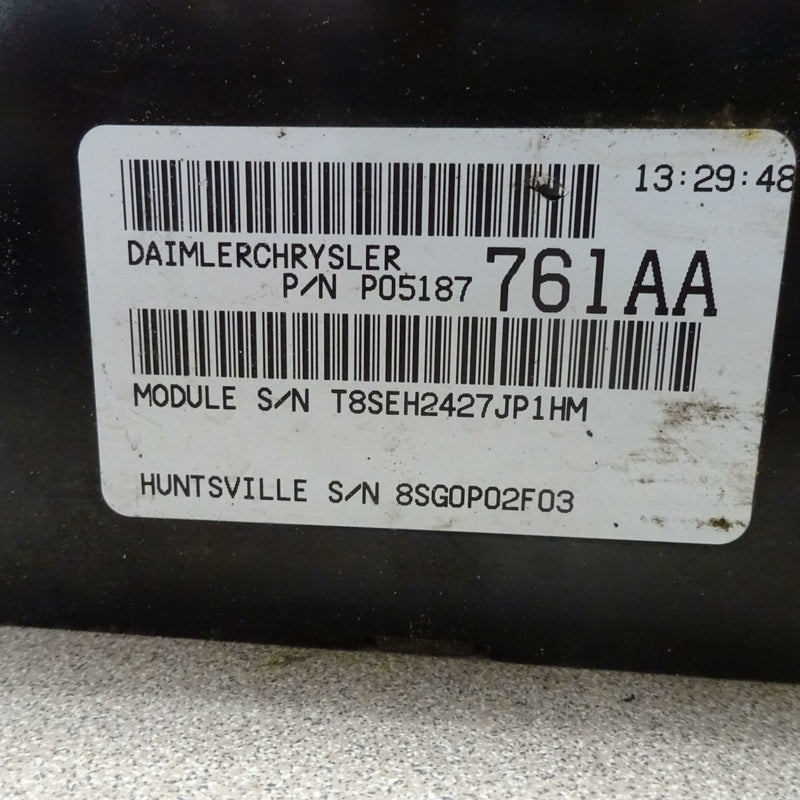 13:29:48
DAIMLERCHRYSLER
P/N P05187 761AA
MODULE S/N T8SEH2427JP1HM
HUNTSVILLE S/N 8SG0P02F03